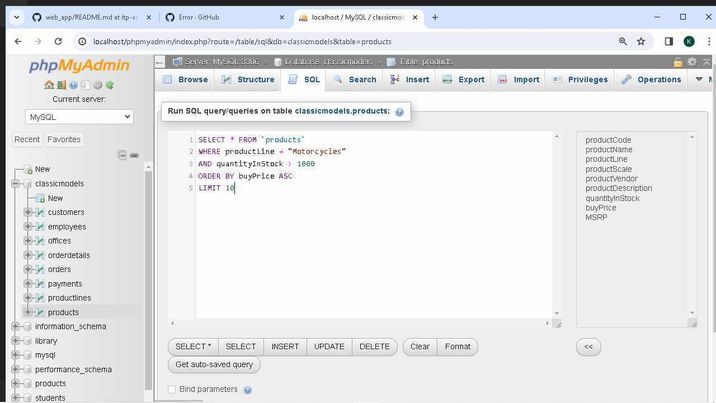 web_app/README.md at itp-a
Error · GitHub
localhost / MySQL / classicmode
localhost/phpmyadmin/index.php?route=/table/sql&db=classicmodels&table=products
K
phpMyAdmin
Current server:
MySQL
Recent
Favorites
New
classicmodels
New
customers
employees
offices
orderdetails
orders
payments
productlines
products
information_schema
library
mysql
performance_schema
products
students
Server: MySQL:3306 » Database: classicmodels » Table: products
Browse
Structure
SQL
Search
Insert
Export
Import
Privileges
Operations
Run SQL query/queries on table classicmodels.products:
1 SELECT * FROM `products`
2 WHERE productLine = "Motorcycles"
3 AND quantityInStock > 1000
4 ORDER BY buyPrice ASC
5 LIMIT 10
productCode
productName
productLine
productScale
productVendor
productDescription
quantityInStock
buyPrice
MSRP
SELECT *
SELECT
INSERT
UPDATE
DELETE
Clear
Format
<<
Get auto-saved query
Bind parameters